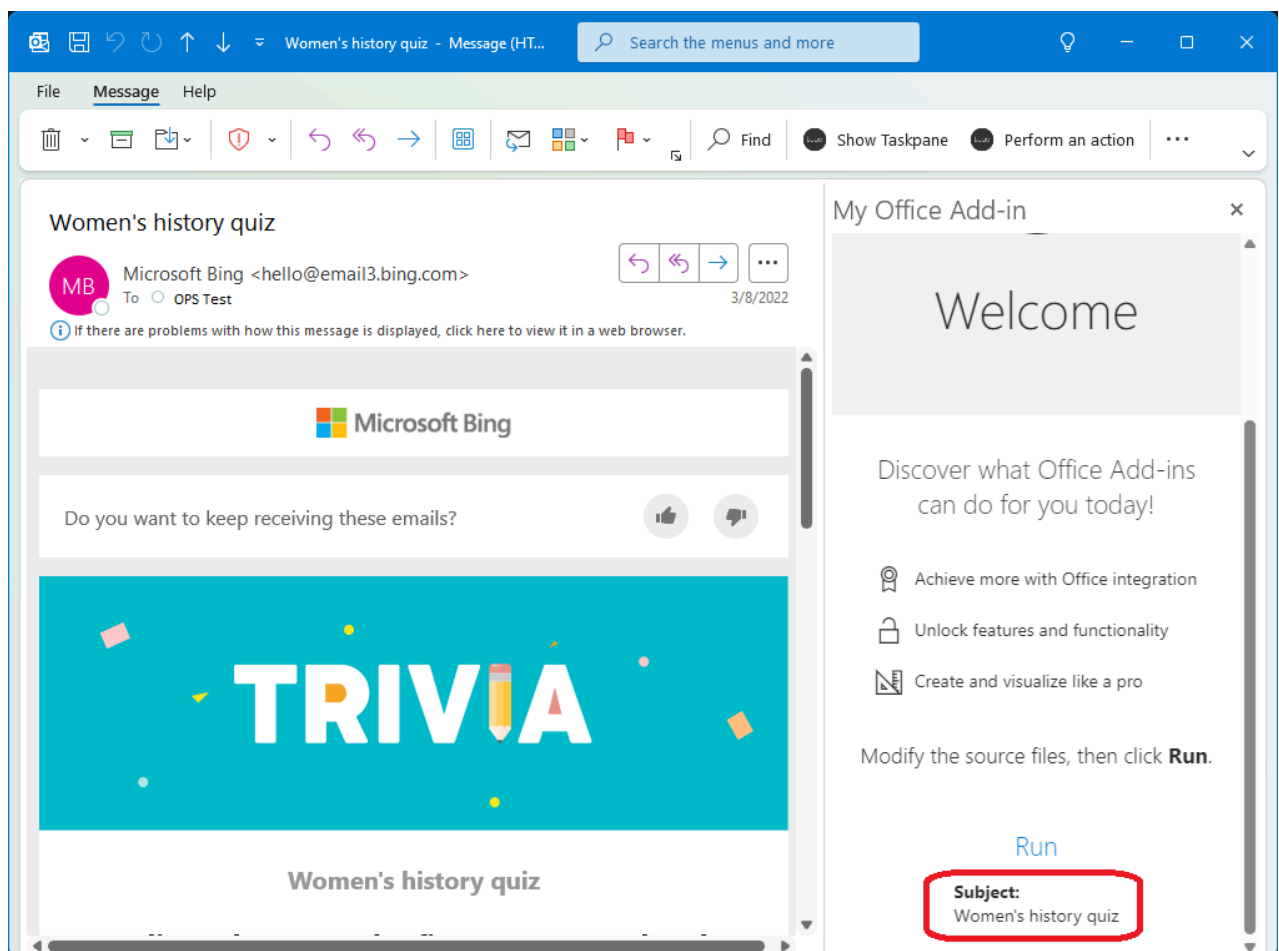 Women's history quiz - Message (HT...
Search the menus and more
File Message Help
Find
Show Taskpane
Perform an action
Women's history quiz
MB
Microsoft Bing <hello@email3.bing.com>
To OPS Test
3/8/2022
If there are problems with how this message is displayed, click here to view it in a web browser.
Microsoft Bing
Do you want to keep receiving these emails?
TRIVIA
Women's history quiz
My Office Add-in
Welcome
Discover what Office Add-ins
can do for you today!
Achieve more with Office integration
Unlock features and functionality
Create and visualize like a pro
Modify the source files, then click Run.
Run
Subject:
Women's history quiz